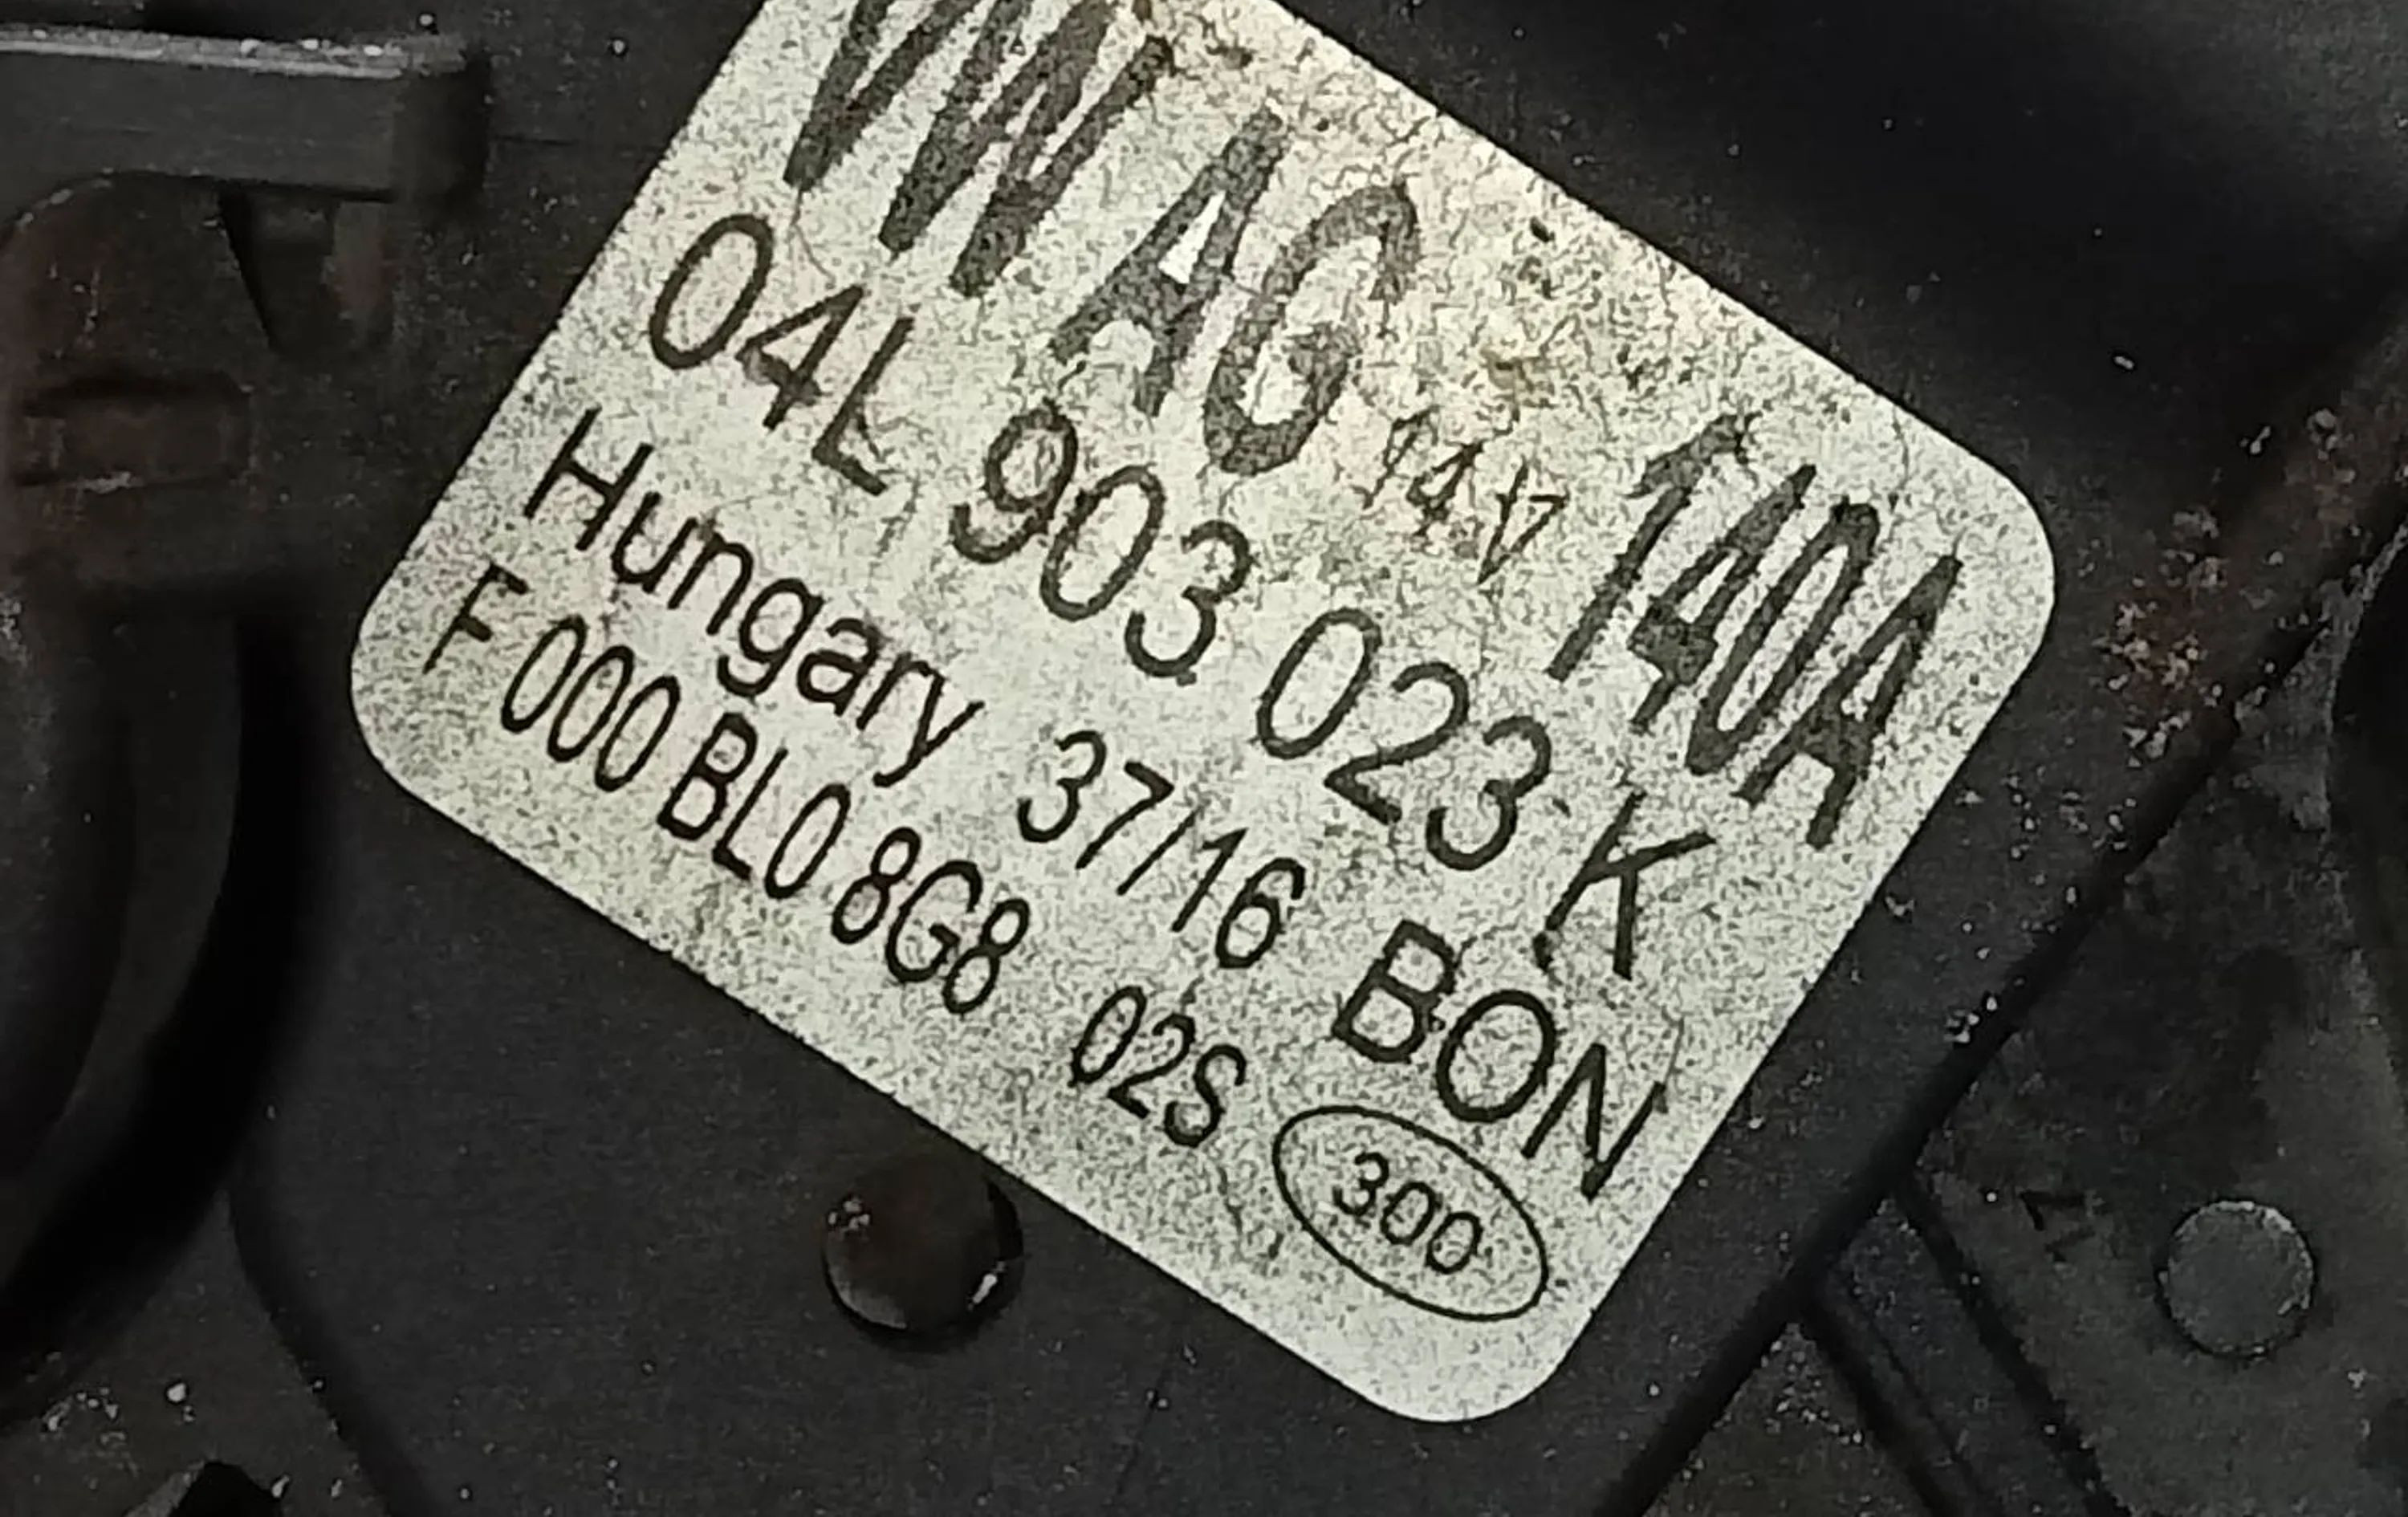 VW AG 14V 140A
04L 903 023 K
Hungary 37/16 BON
F 000 BL0 8G8 02S 300